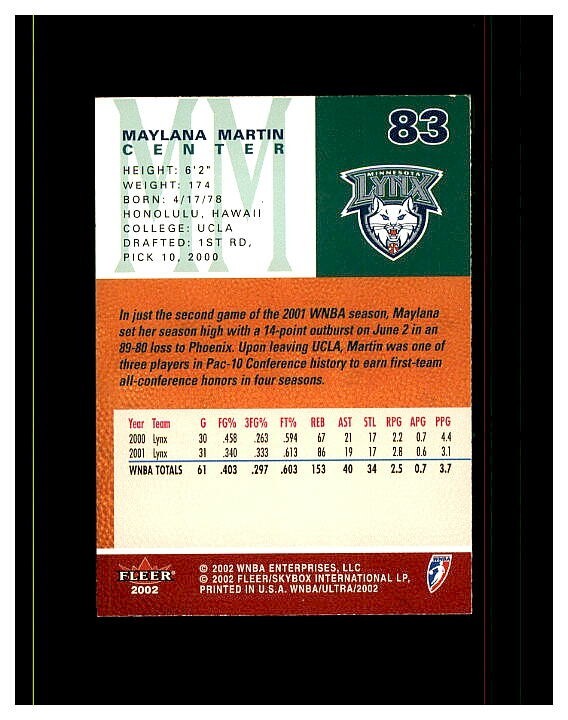 MM
83
MAYLANA MARTIN
CENTER
HEIGHT: 6'2"
WEIGHT: 174
BORN: 4/17/78
HONOLULU, HAWAII
COLLEGE: UCLA
DRAFTED: 1ST RD,
PICK 10, 2000
MINNESOTA
LYNX
In just the second game of the 2001 WNBA season, Maylana
set her season high with a 14-point outburst on June 2 in an
89-80 loss to Phoenix. Upon leaving UCLA, Martin was one of
three players in Pac-10 Conference history to earn first-team
all-conference honors in four seasons.
Year Team G FG% 3FG% FT% REB AST STL RPG APG PPG
2000 Lynx 30 .458 .263 .594 67 21 17 2.2 0.7 4.4
2001 Lynx 31 .340 .333 .613 86 19 17 2.8 0.6 3.1
WNBA TOTALS 61 .403 .297 .603 153 40 34 2.5 0.7 3.7
FLEER
2002
© 2002 WNBA ENTERPRISES, LLC
© 2002 FLEER/SKYBOX INTERNATIONAL LP,
PRINTED IN U.S.A. WNBA/ULTRA/2002
WNBA